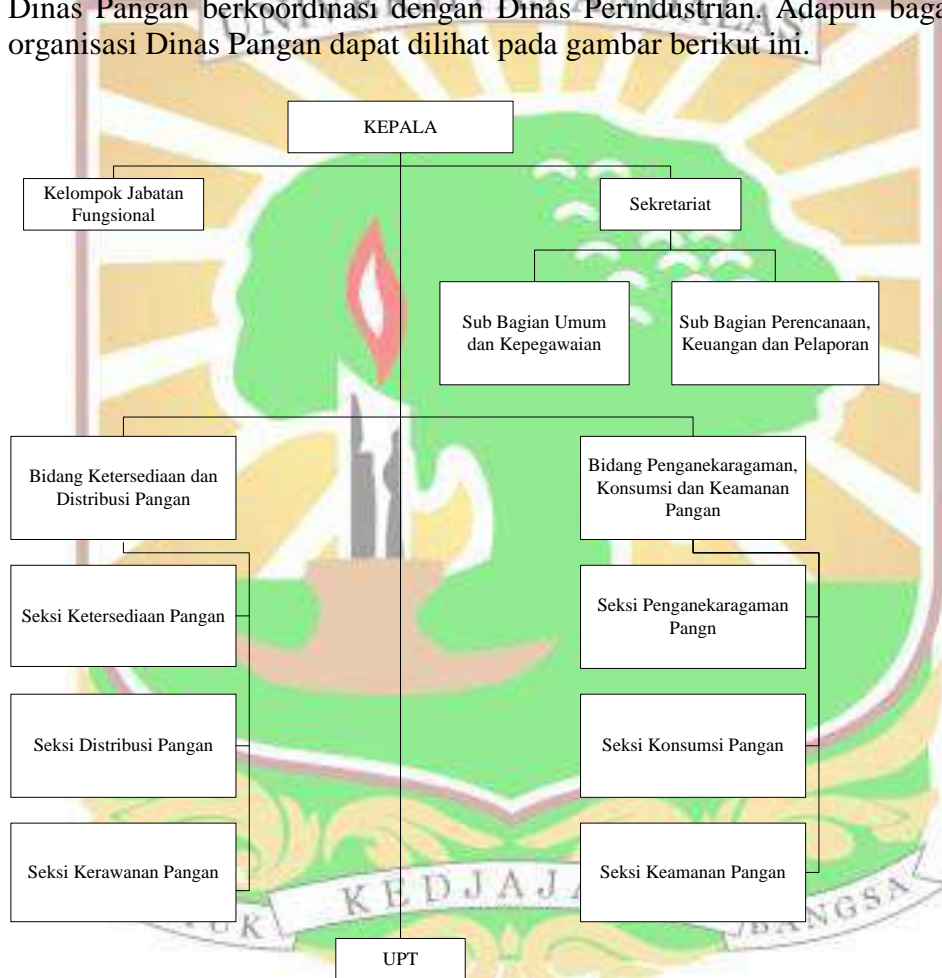 Dinas Pangan berkoordinasi dengan Dinas Perindustrian. Adapun baga
organisasi Dinas Pangan dapat dilihat pada gambar berikut ini.
KEPALA
Kelompok Jabatan
Fungsional
Sekretariat
Sub Bagian Umum
dan Kepegawaian
Sub Bagian Perencanaan,
Keuangan dan Pelaporan
Bidang Ketersediaan dan
Distribusi Pangan
Bidang Penganekaragaman,
Konsumsi dan Keamanan
Pangan
Seksi Ketersediaan Pangan
Seksi Penganekaragaman
Pangn
Seksi Distribusi Pangan
Seksi Konsumsi Pangan
Seksi Kerawanan Pangan
Seksi Keamanan Pangan
KEDJAJA
BANGSA
UPT